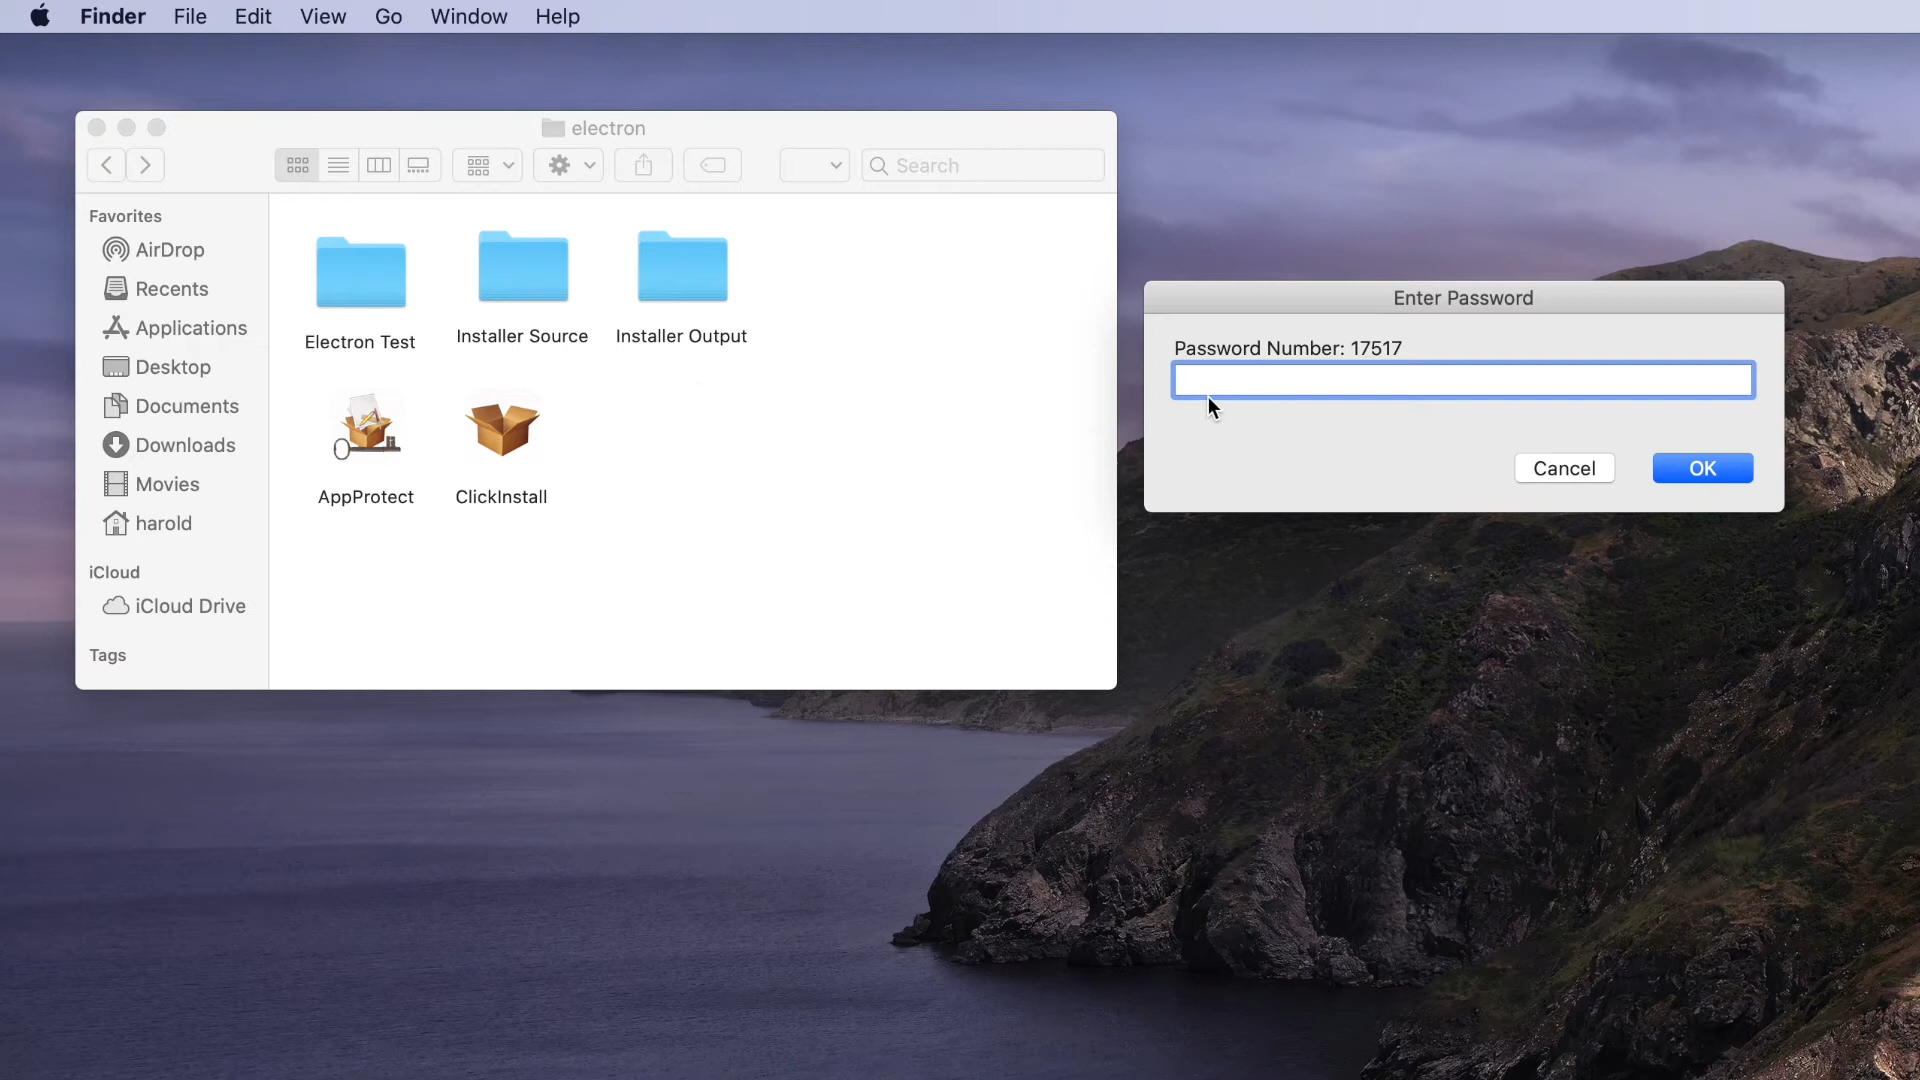 Finder File Edit View Go Window Help
electron
Search
Favorites
AirDrop
Recents
Applications
Desktop
Documents
Downloads
Movies
harold
iCloud
iCloud Drive
Tags
Electron Test Installer Source Installer Output
AppProtect ClickInstall
Enter Password
Password Number: 17517
Cancel OK